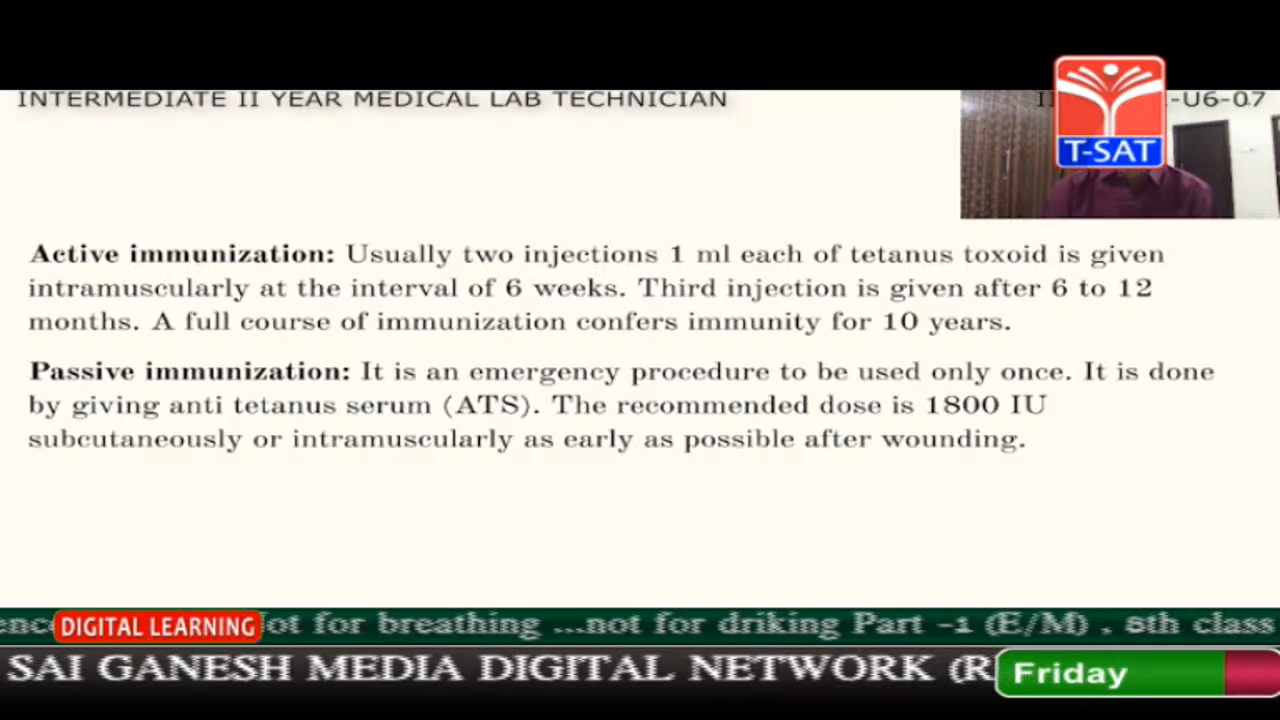 INTERMEDIATE II YEAR MEDICAL LAB TECHNICIAN
-U6-07
T-SAT
Active immunization: Usually two injections 1 ml each of tetanus toxoid is given
intramuscularly at the interval of 6 weeks. Third injection is given after 6 to 12
months. A full course of immunization confers immunity for 10 years.
Passive immunization: It is an emergency procedure to be used only once. It is done
by giving anti tetanus serum (ATS). The recommended dose is 1800 IU
subcutaneously or intramuscularly as early as possible after wounding.
DIGITAL LEARNING
for breathing ...not for driking Part -1 (E/M) , 8th class
SAI GANESH MEDIA DIGITAL NETWORK (R
Friday